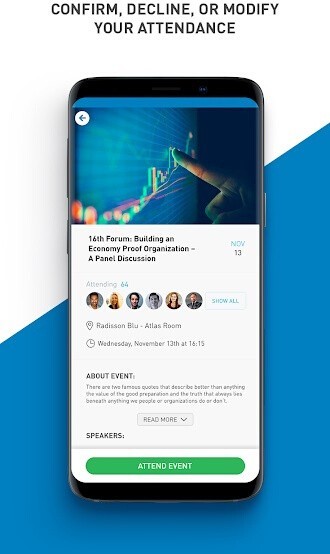 CONFIRM, DECLINE, OR MODIFY
YOUR ATTENDANCE
16th Forum: Building an
Economy Proof Organization –
A Panel Discussion
NOV
13
Attending 64
SHOW ALL
Radisson Blu - Atlas Room
Wednesday, November 13th at 16:15
ABOUT EVENT:
There are two famous quotes that describe better than anything
the value of the good preparation and the truth that always lies
beneath anything we people or organizations do or don't.
READ MORE
SPEAKERS:
ATTEND EVENT